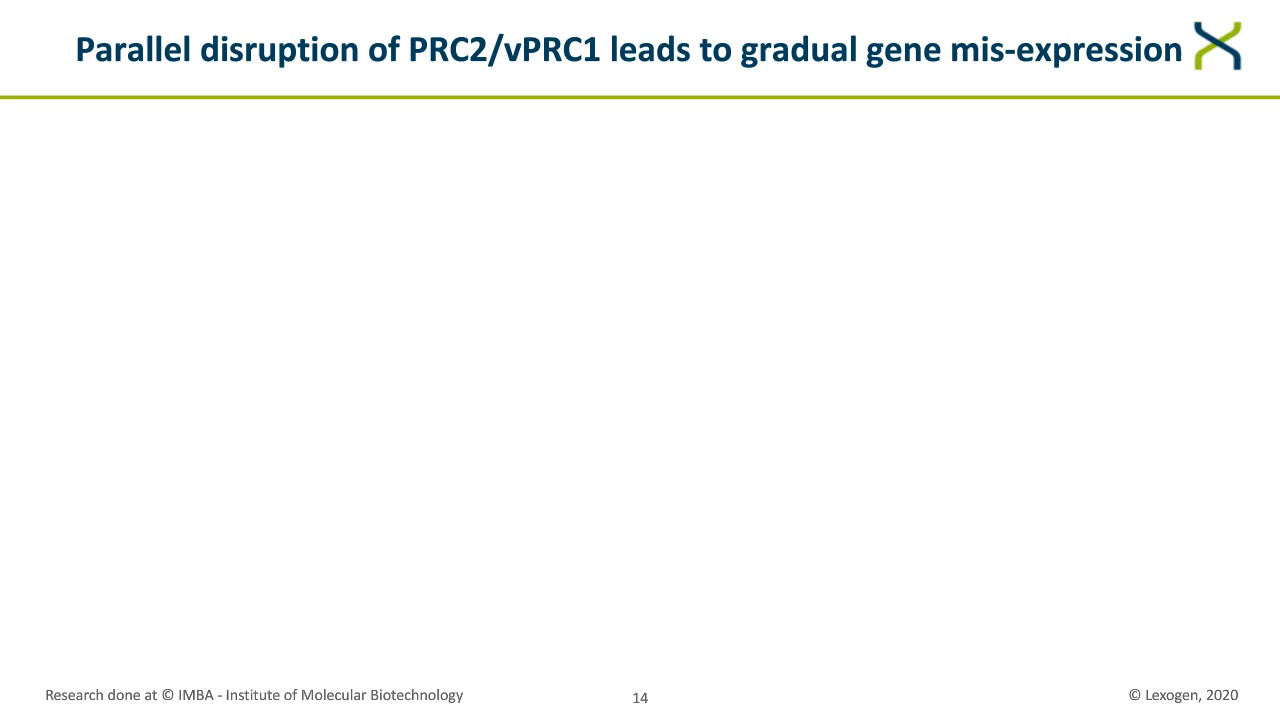 Parallel disruption of PRC2/vPRC1 leads to gradual gene mis-expression
Research done at © IMBA - Institute of Molecular Biotechnology
14
© Lexogen, 2020